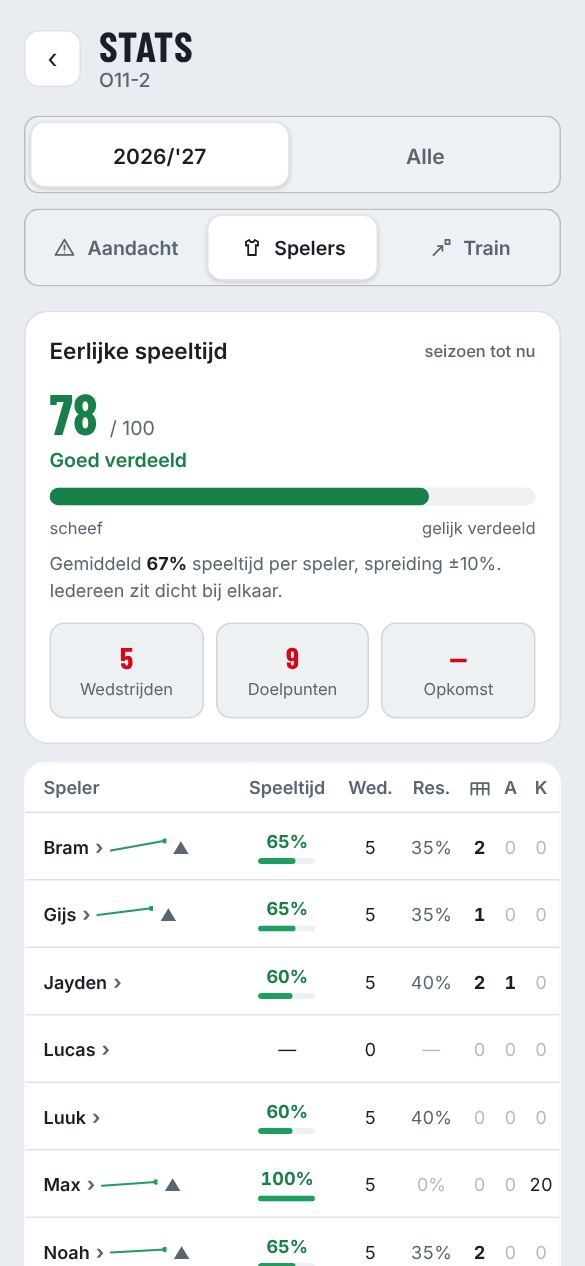 ‹ STATS
O11-2
2026/'27 Alle
Aandacht Spelers Train
Eerlijke speeltijd seizoen tot nu
78 / 100
Goed verdeeld
scheef gelijk verdeeld
Gemiddeld 67% speeltijd per speler, spreiding ±10%.
Iedereen zit dicht bij elkaar.
5 9 –
Wedstrijden Doelpunten Opkomst
Speler Speeltijd Wed. Res. A K
Bram › ▲ 65% 5 35% 2 0 0
Gijs › ▲ 65% 5 35% 1 0 0
Jayden › 60% 5 40% 2 1 0
Lucas › — 0 — 0 0 0
Luuk › 60% 5 40% 0 0 0
Max › ▲ 100% 5 0% 0 0 20
Noah › ▲ 65% 5 35% 2 0 0